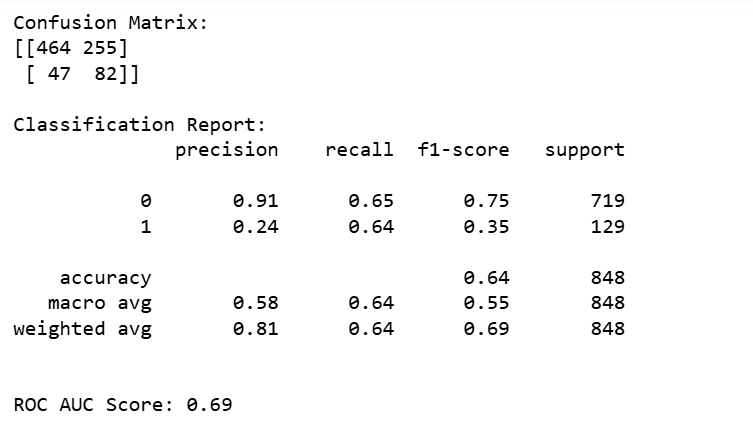 Confusion Matrix:
[[464 255]
 [ 47  82]]
Classification Report:
              precision    recall  f1-score   support
           0       0.91      0.65      0.75       719
           1       0.24      0.64      0.35       129
    accuracy                           0.64       848
   macro avg       0.58      0.64      0.55       848
weighted avg       0.81      0.64      0.69       848
ROC AUC Score: 0.69